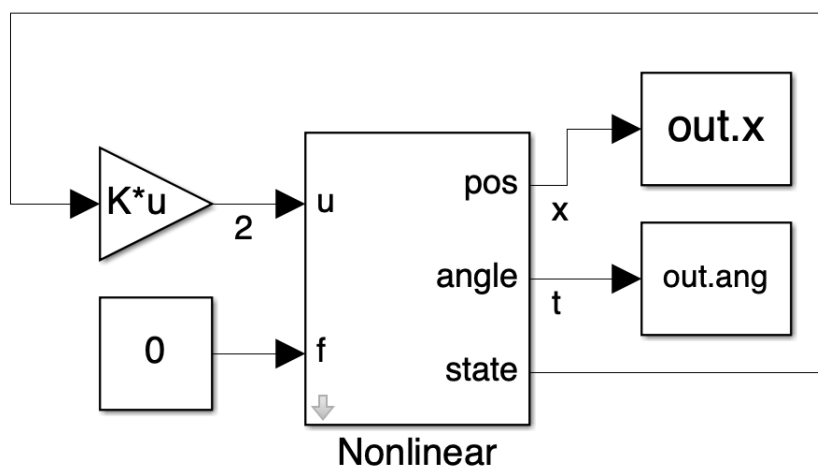 out.x
pos
K*u
u
x
2
angle
out.ang
t
0
f
state
Nonlinear